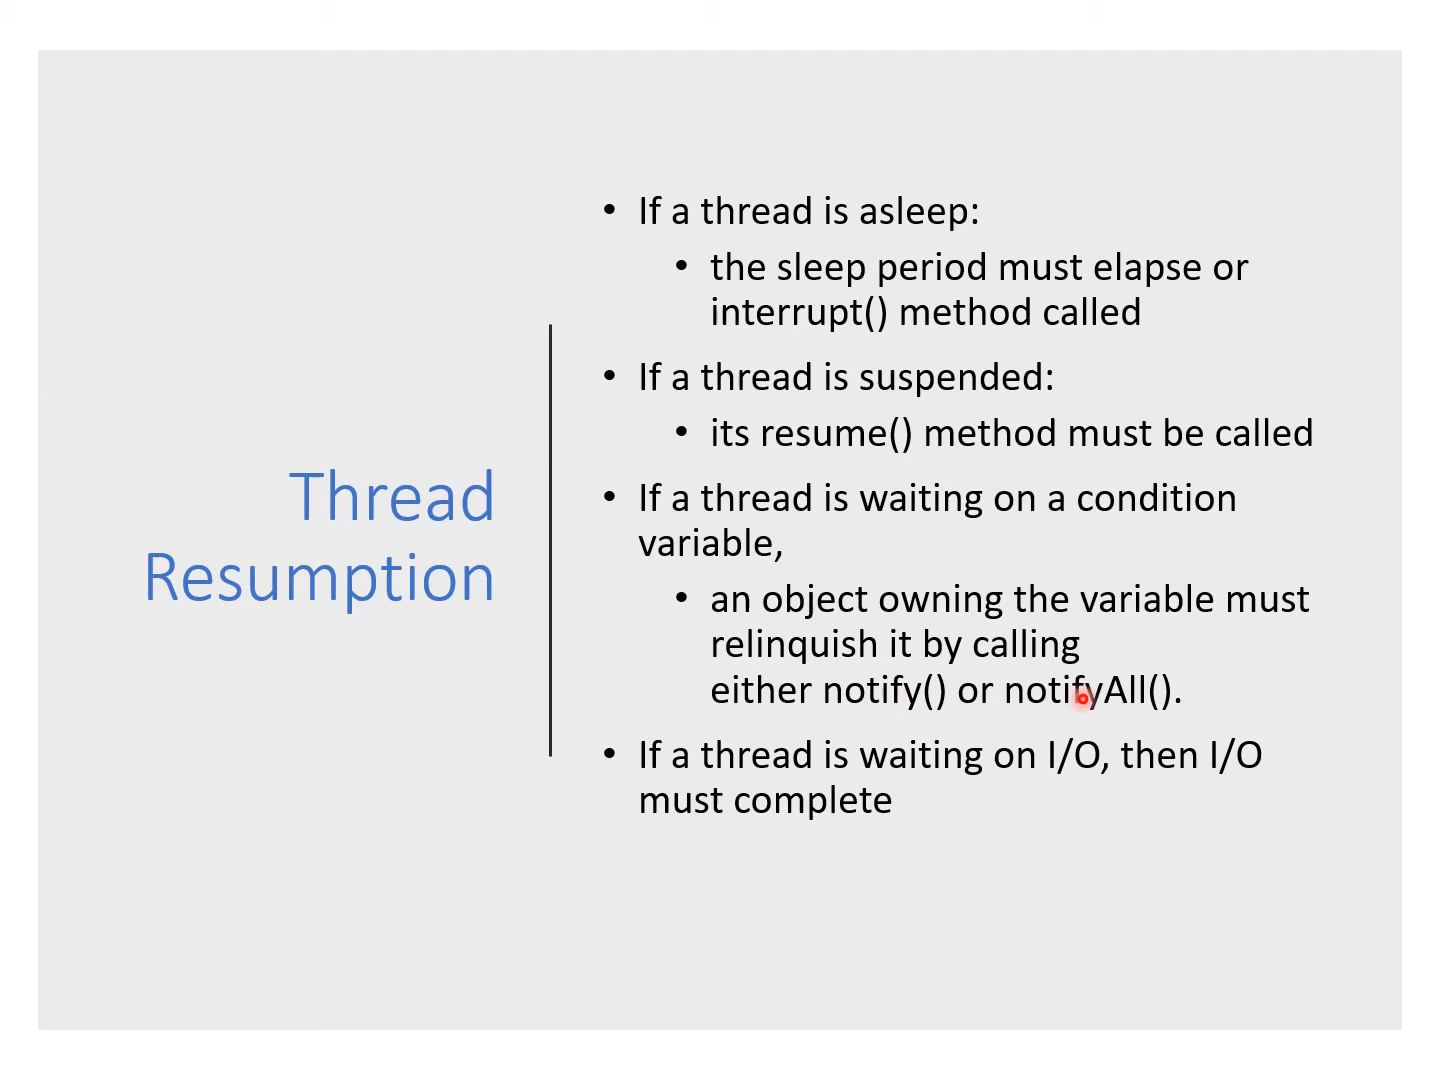 Thread
Resumption
• If a thread is asleep:
• the sleep period must elapse or
interrupt() method called
• If a thread is suspended:
• its resume() method must be called
• If a thread is waiting on a condition
variable,
• an object owning the variable must
relinquish it by calling
either notify() or notifyAll().
• If a thread is waiting on I/O, then I/O
must complete